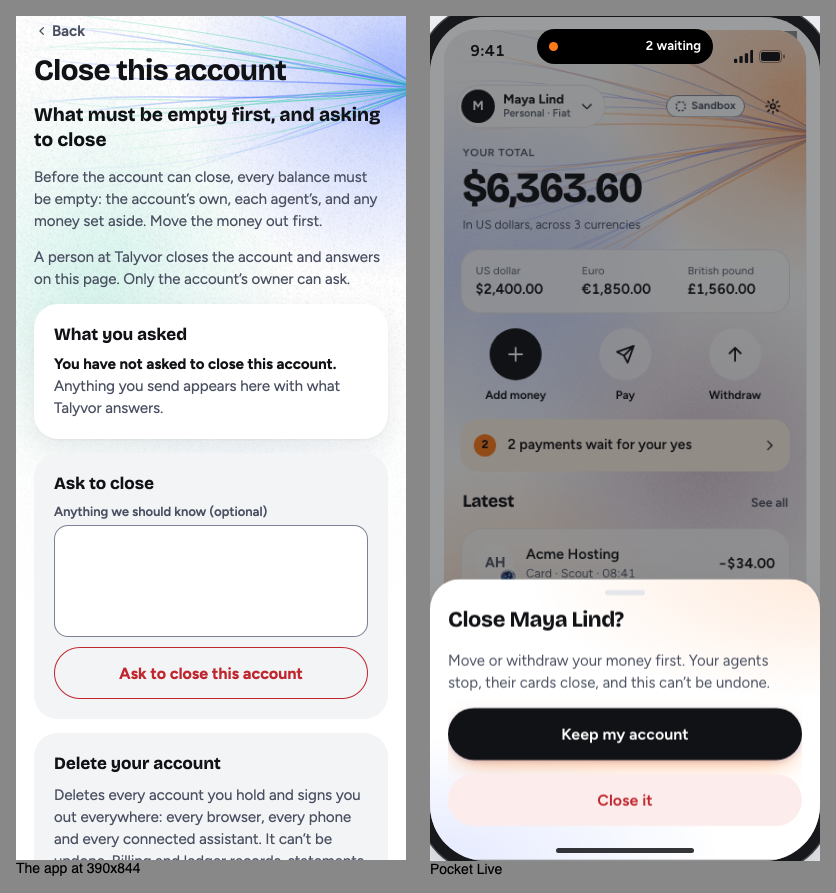 Back
Close this account
What must be empty first, and asking
to close
Before the account can close, every balance must
be empty: the account’s own, each agent’s, and any
money set aside. Move the money out first.
A person at Talyvor closes the account and answers
on this page. Only the account’s owner can ask.
What you asked
You have not asked to close this account.
Anything you send appears here with what
Talyvor answers.
Ask to close
Anything we should know (optional)
Ask to close this account
Delete your account
Deletes every account you hold and signs you
out everywhere: every browser, every phone
and every connected assistant. It can’t be
undone. Billing and ledger records, statements
The app at 390x844
9:41
2 waiting
M
Maya Lind
Personal · Fiat
Sandbox
YOUR TOTAL
$6,363.60
In US dollars, across 3 currencies
US dollar
Euro
British pound
$2,400.00
€1,850.00
£1,560.00
Add money
Pay
Withdraw
2
2 payments wait for your yes
Latest
See all
AH
Acme Hosting
Card · Scout · 08:41
−$34.00
Close Maya Lind?
Move or withdraw your money first. Your agents
stop, their cards close, and this can’t be undone.
Keep my account
Close it
Pocket Live